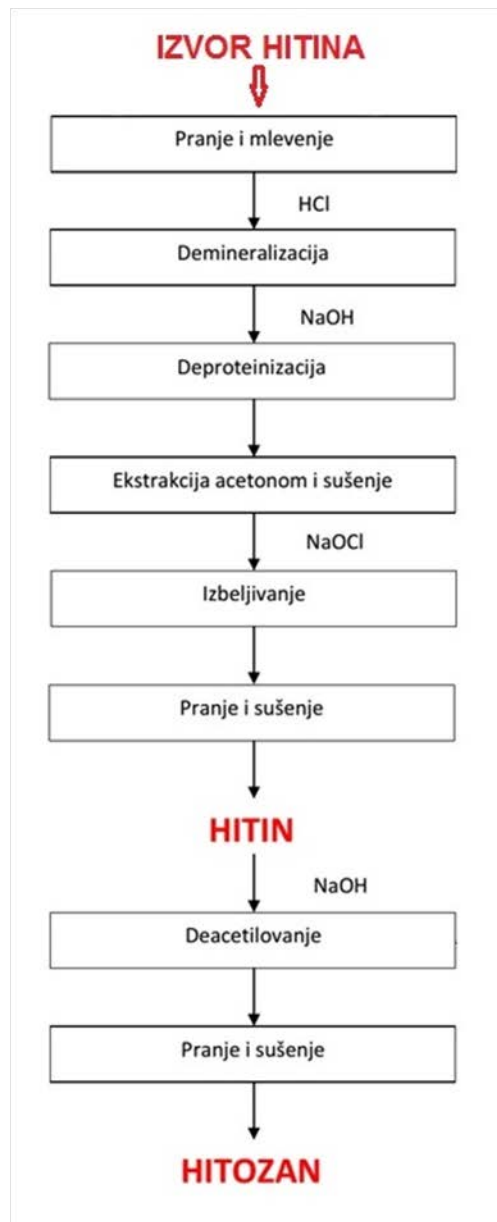 IZVOR HITINA
Pranje i mlevenje
HCl
Demineralizacija
NaOH
Deproteinizacija
Ekstrakcija acetonom i sušenje
NaOCl
Izbeljivanje
Pranje i sušenje
HITIN
NaOH
Deacetilovanje
Pranje i sušenje
HITOZAN